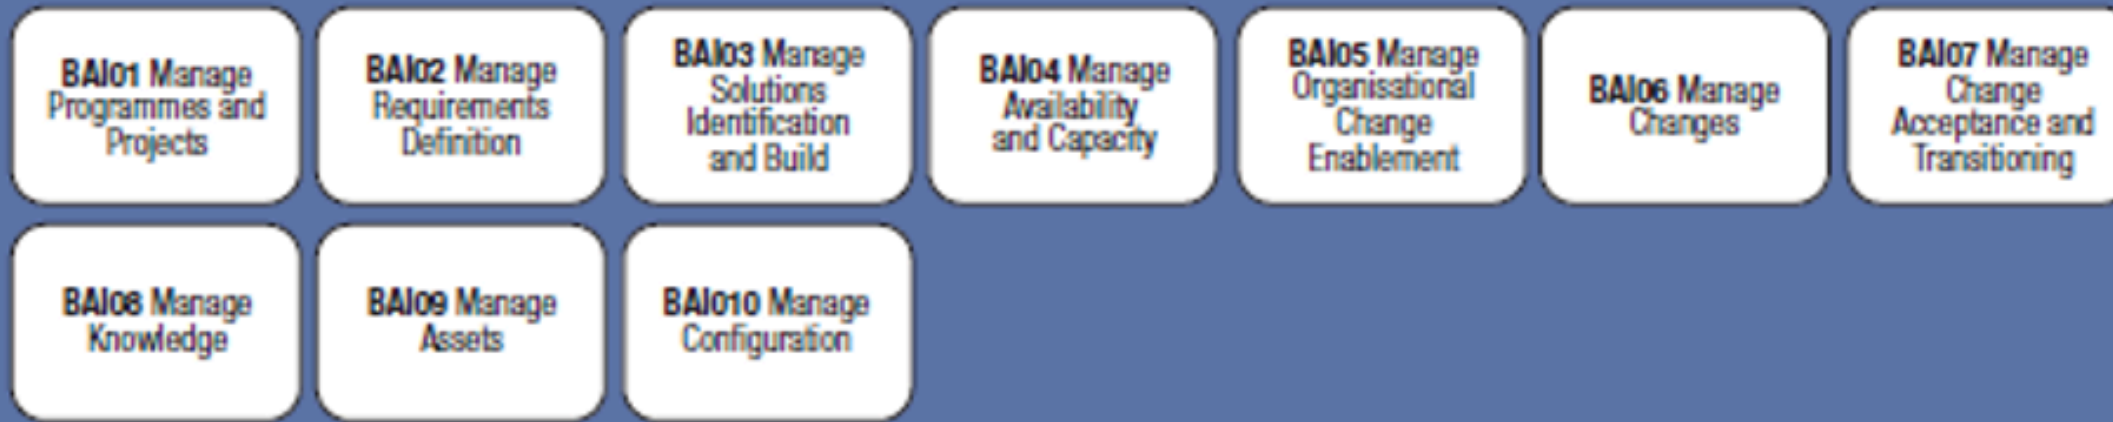 BAI01 Manage
Programmes and
Projects
BAI02 Manage
Requirements
Definition
BAI03 Manage
Solutions
Identification
and Build
BAI04 Manage
Availability
and Capacity
BAI05 Manage
Organisational
Change
Enablement
BAI06 Manage
Changes
BAI07 Manage
Change
Acceptance and
Transitioning
BAI08 Manage
Knowledge
BAI09 Manage
Assets
BAI010 Manage
Configuration